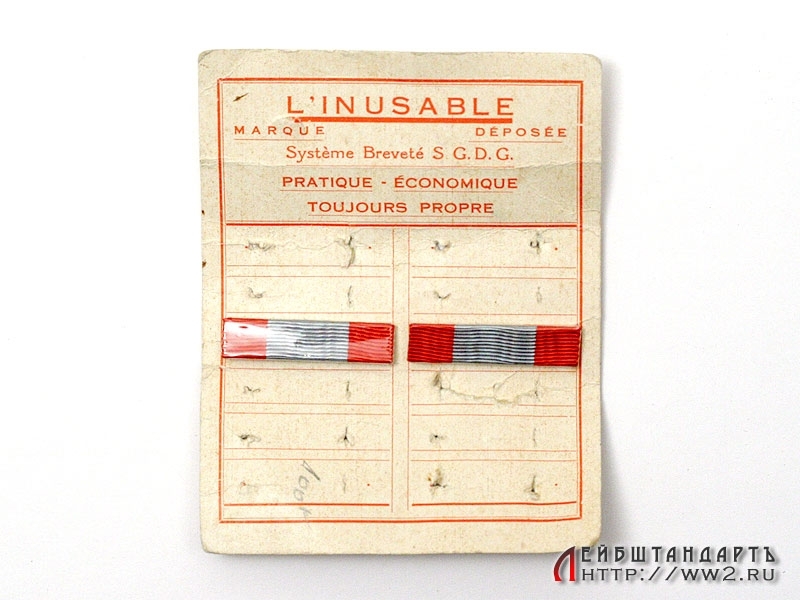 L'INUSABLE
MARQUE DÉPOSÉE
Système Breveté S G.D.G.
PRATIQUE - ÉCONOMIQUE
TOUJOURS PROPRE
ЛЕЙБШТАНДАРТЪ
HTTP://WW2.RU